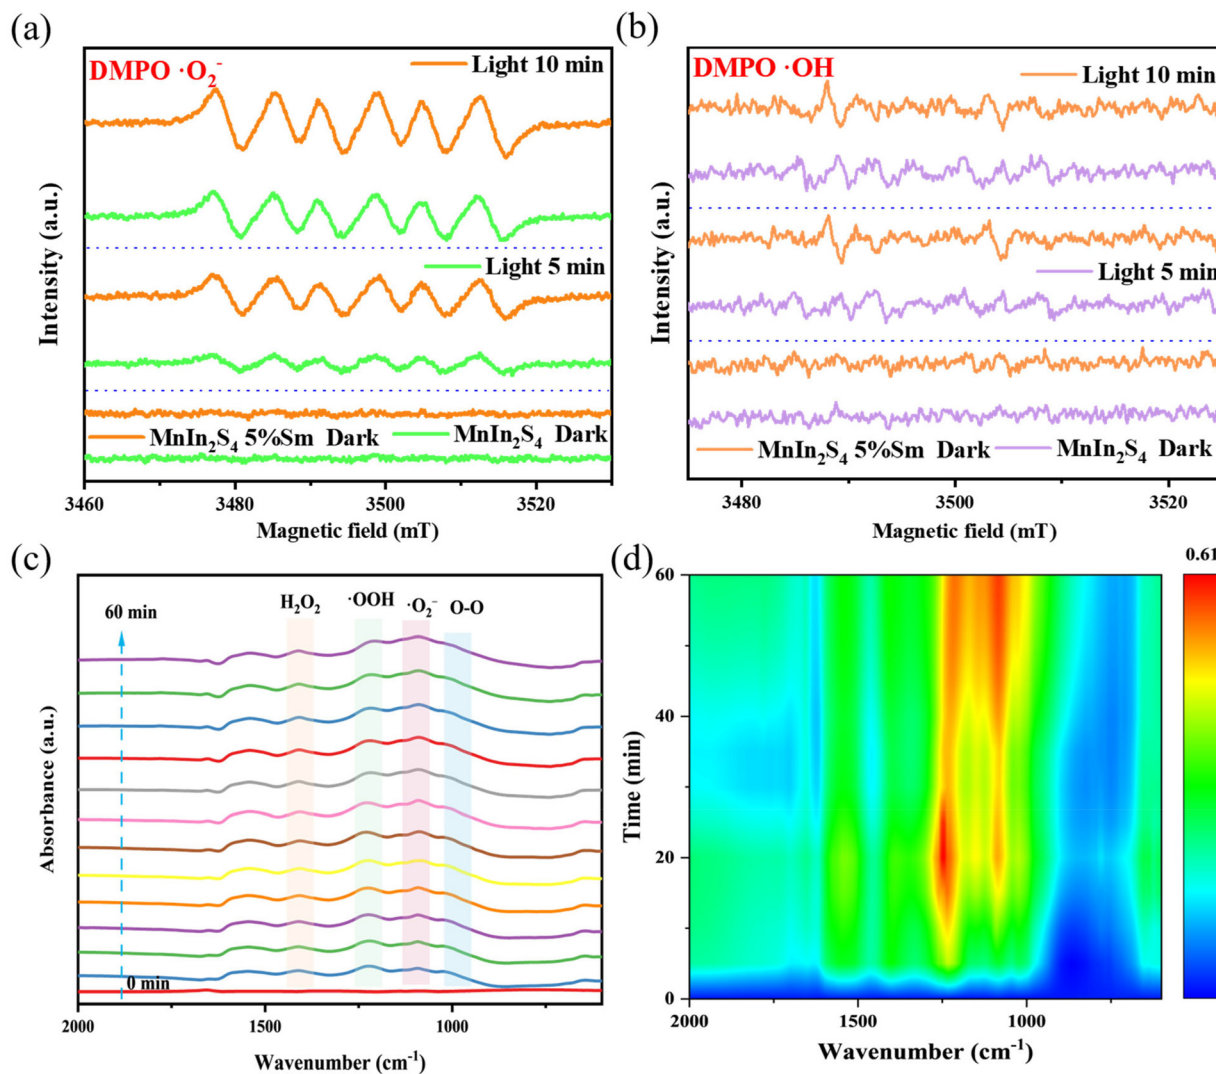 (a)
DMPO ·O₂⁻
Light 10 min
Light 5 min
MnIn₂S₄ 5%Sm Dark
MnIn₂S₄ Dark
Intensity (a.u.)
3460
3480
3500
3520
Magnetic field (mT)
(b)
DMPO ·OH
Light 10 min
Light 5 min
MnIn₂S₄ 5%Sm Dark
MnIn₂S₄ Dark
Intensity (a.u.)
3480
3500
3520
Magnetic field (mT)
(c)
60 min
H₂O₂
·OOH
·O₂⁻
O-O
0 min
Absorbance (a.u.)
2000
1500
1000
Wavenumber (cm⁻¹)
(d)
0.61
60
40
20
0
Time (min)
2000
1500
1000
Wavenumber (cm⁻¹)